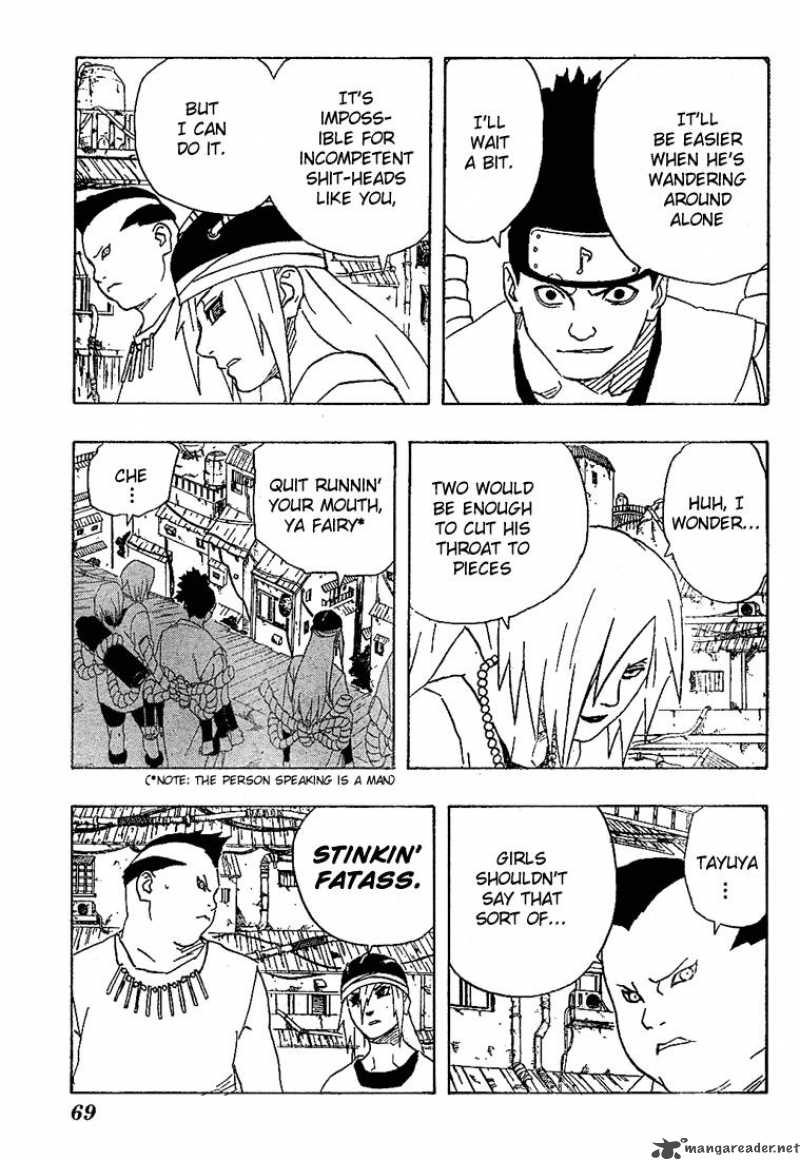 IT'LL
BE EASIER
WHEN HE'S
WANDERING
AROUND
ALONE
I'LL
WAIT
A BIT.
IT'S
IMPOSS-
IBLE FOR
INCOMPETENT
SHIT-HEADS
LIKE YOU,
BUT
I CAN
DO IT.
HUH, I
WONDER...
TWO WOULD
BE ENOUGH
TO CUT HIS
THROAT TO
PIECES
QUIT RUNNIN'
YOUR MOUTH,
YA FAIRY*
CHE
...
(*NOTE: THE PERSON SPEAKING IS A MAN)
TAYUYA
...
GIRLS
SHOULDN'T
SAY THAT
SORT OF...
STINKIN'
FATASS.
69
mangareader.net